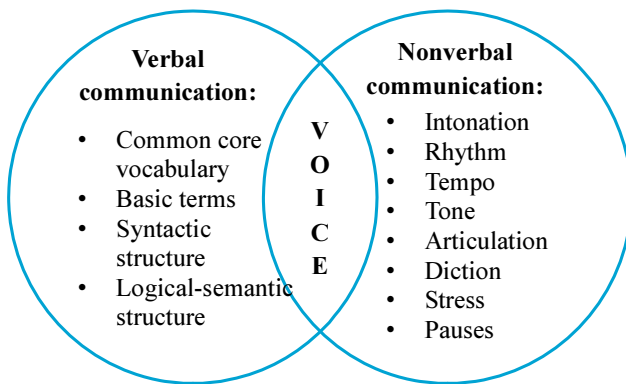 Verbal
communication:
• Common core
vocabulary
• Basic terms
• Syntactic
structure
• Logical-semantic
structure
V
O
I
C
E
Nonverbal
communication:
• Intonation
• Rhythm
• Tempo
• Tone
• Articulation
• Diction
• Stress
• Pauses